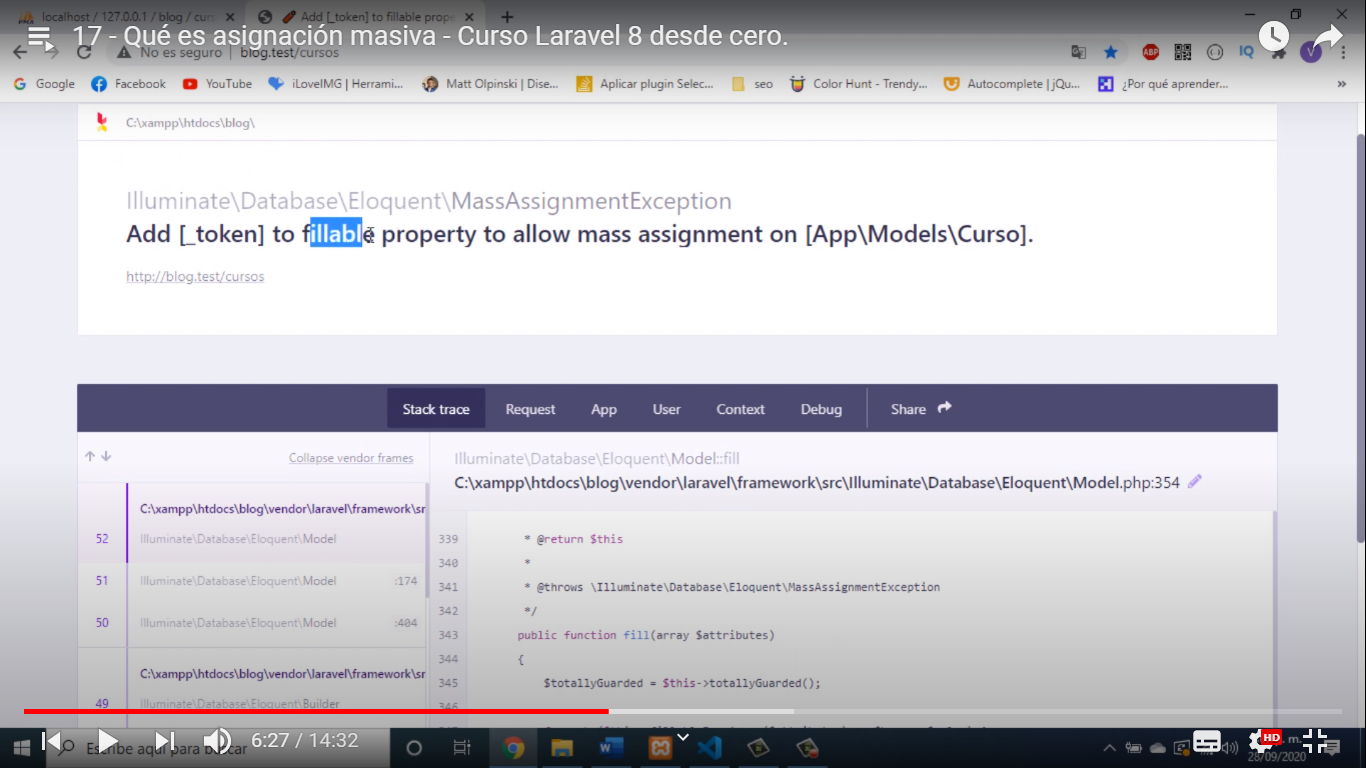 localhost / 127.0.0.1 / blog / cur
Add [_token] to fillable prope
17 - Qué es asignación masiva - Curso Laravel 8 desde cero.
No es seguro | blog.test/cursos
ABP
IQ
V
Google
Facebook
YouTube
iLoveIMG | Herrami...
Matt Olpinski | Dise...
Aplicar plugin Selec...
seo
Color Hunt - Trendy...
Autocomplete | jQu...
¿Por qué aprender...
»
C:\xampp\htdocs\blog\
Illuminate\Database\Eloquent\MassAssignmentException
Add [_token] to fillable property to allow mass assignment on [App\Models\Curso].
http://blog.test/cursos
Stack trace
Request
App
User
Context
Debug
Share
Collapse vendor frames
C:\xampp\htdocs\blog\vendor\laravel\framework\sr
52
Illuminate\Database\Eloquent\Model
51
Illuminate\Database\Eloquent\Model
:174
50
Illuminate\Database\Eloquent\Model
:404
C:\xampp\htdocs\blog\vendor\laravel\framework\sr
49
Illuminate\Database\Eloquent\Builder
Illuminate\Database\Eloquent\Model::fill
C:\xampp\htdocs\blog\vendor\laravel\framework\src\Illuminate\Database\Eloquent\Model.php:354
339 * @return $this
340 *
341 * @throws \Illuminate\Database\Eloquent\MassAssignmentException
342 */
343 public function fill(array $attributes)
344 {
345 $totallyGuarded = $this->totallyGuarded();
346
Escribe aquí para buscar
6:27 / 14:32
HD
m.
28/09/2020